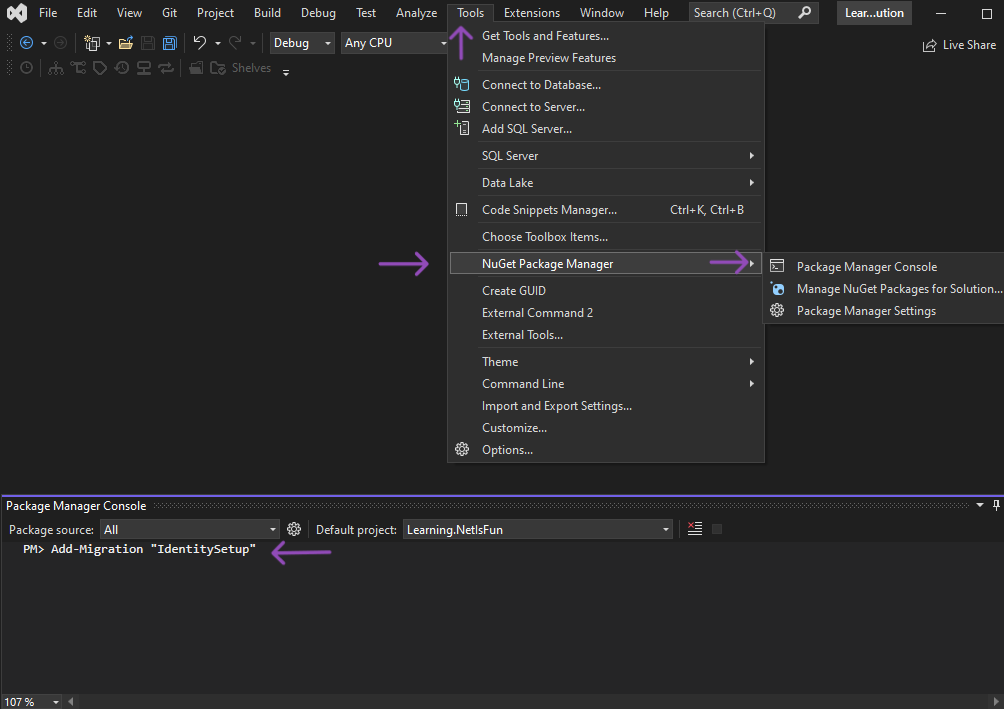 File Edit View Git Project Build Debug Test Analyze Tools Extensions Window Help Search (Ctrl+Q) Lear...ution
Debug Any CPU Live Share
Shelves
Get Tools and Features...
Manage Preview Features
Connect to Database...
Connect to Server...
Add SQL Server...
SQL Server
Data Lake
Code Snippets Manager... Ctrl+K, Ctrl+B
Choose Toolbox Items...
NuGet Package Manager
Package Manager Console
Manage NuGet Packages for Solution...
Package Manager Settings
Create GUID
External Command 2
External Tools...
Theme
Command Line
Import and Export Settings...
Customize...
Options...
Package Manager Console
Package source: All Default project: Learning.NetIsFun
PM> Add-Migration "IdentitySetup"
107 %